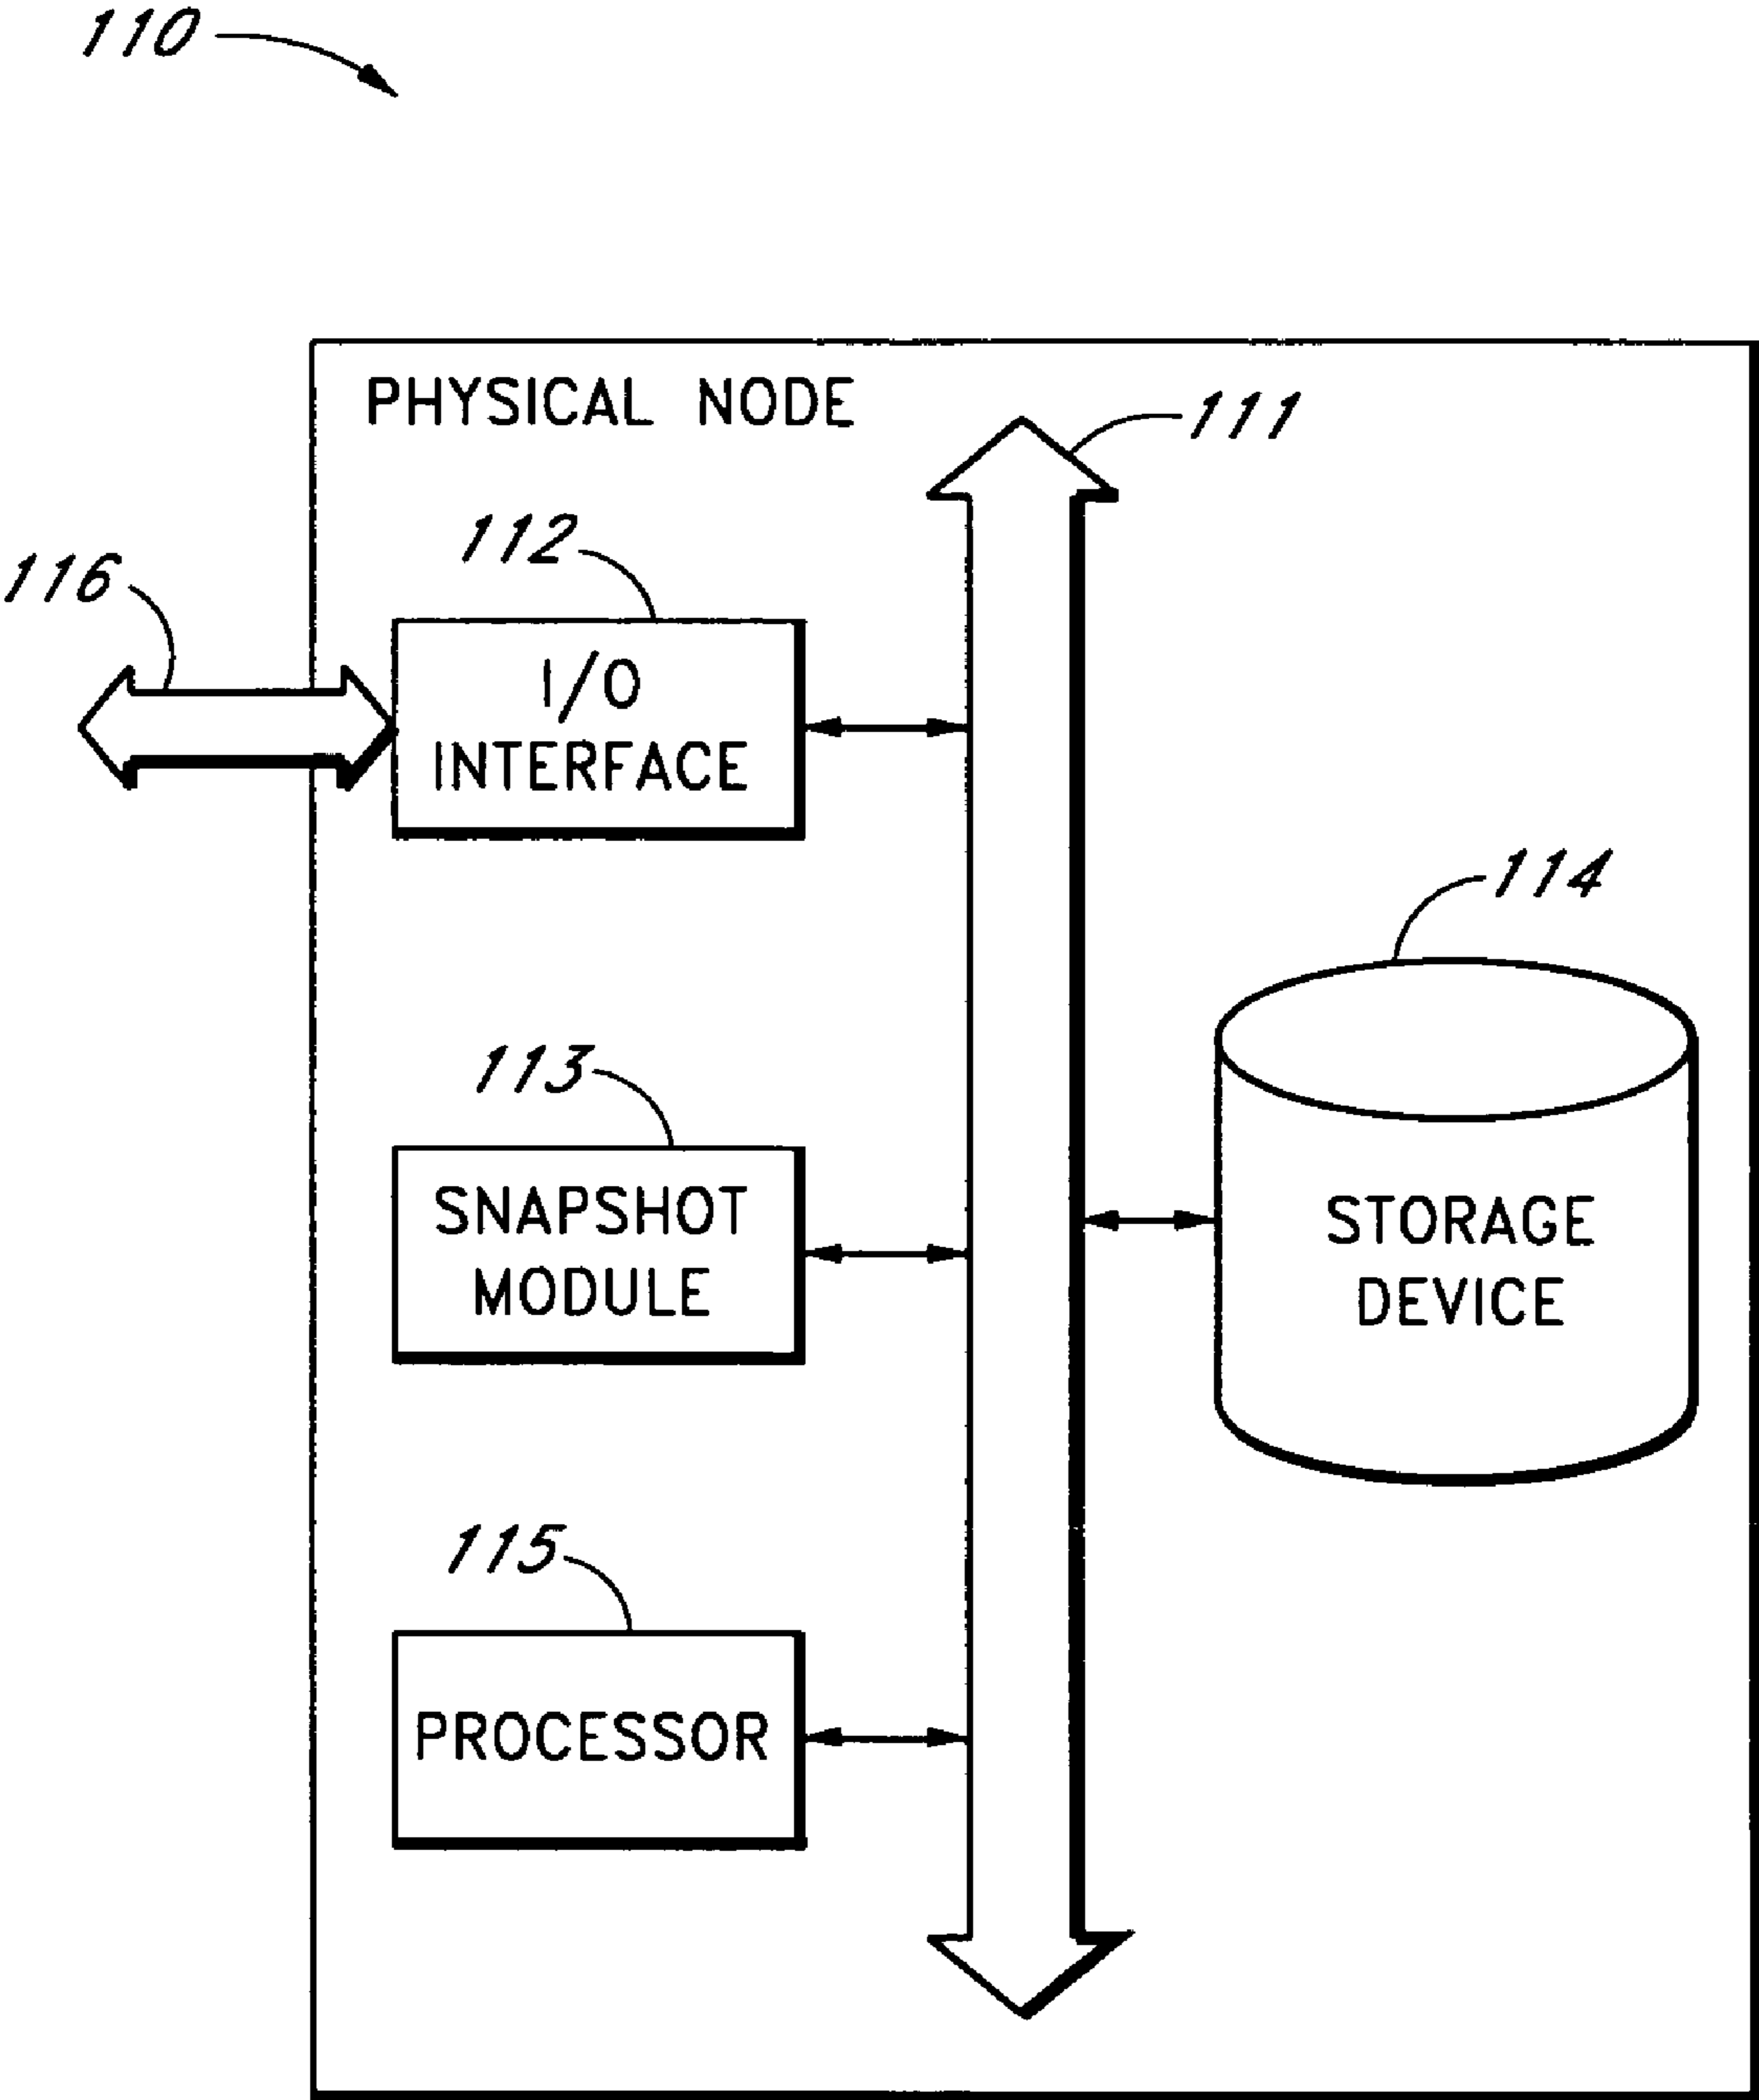 110
PHYSICAL NODE
111
112
116
I/O
INTERFACE
114
113
SNAPSHOT
MODULE
STORAGE
DEVICE
115
PROCESSOR